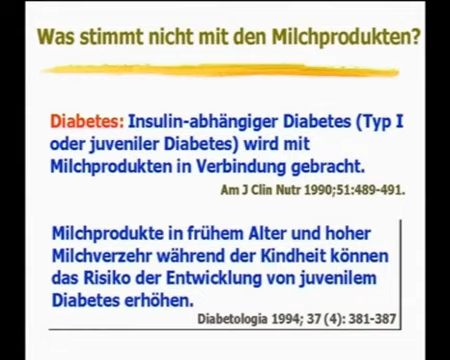 Was stimmt nicht mit den Milchprodukten?
Diabetes: Insulin-abhängiger Diabetes (Typ I
oder juveniler Diabetes) wird mit
Milchprodukten in Verbindung gebracht.
Am J Clin Nutr 1990;51:489-491.
Milchprodukte in frühem Alter und hoher
Milchverzehr während der Kindheit können
das Risiko der Entwicklung von juvenilem
Diabetes erhöhen.
Diabetologia 1994; 37 (4): 381-387